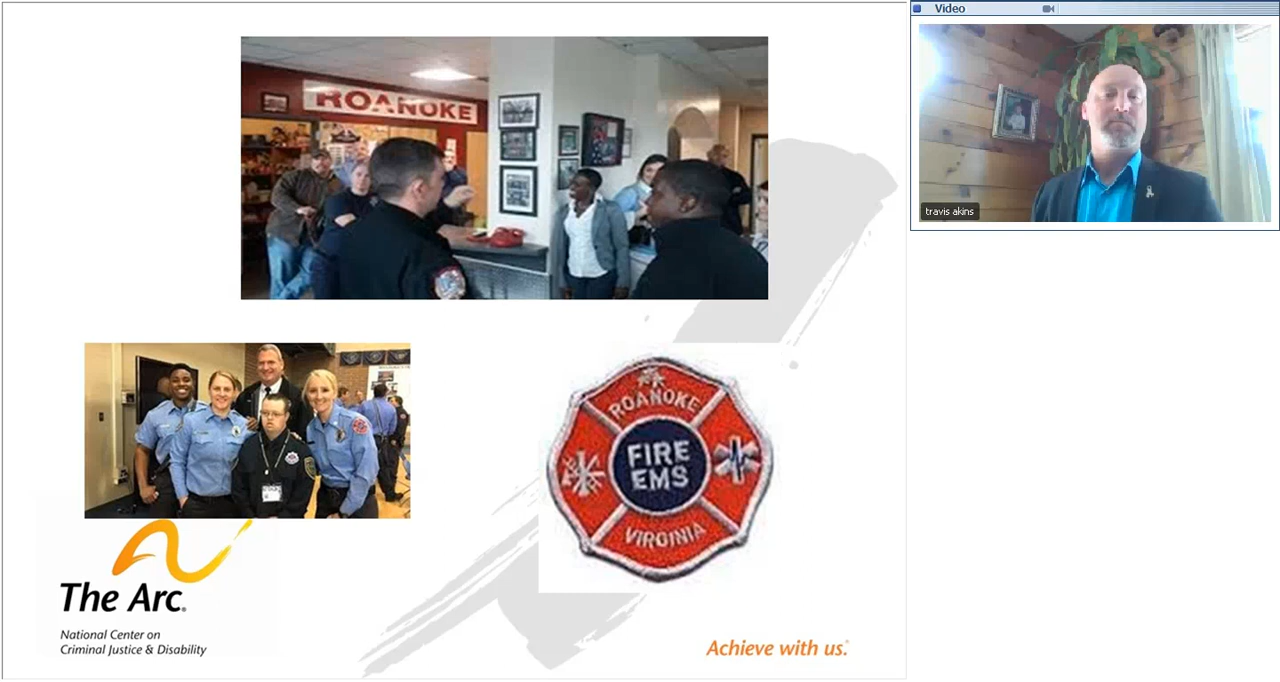 Video
travis akins
ROANOKE
ROANOKE
FIRE
EMS
VIRGINIA
The Arc.
National Center on
Criminal Justice & Disability
Achieve with us.